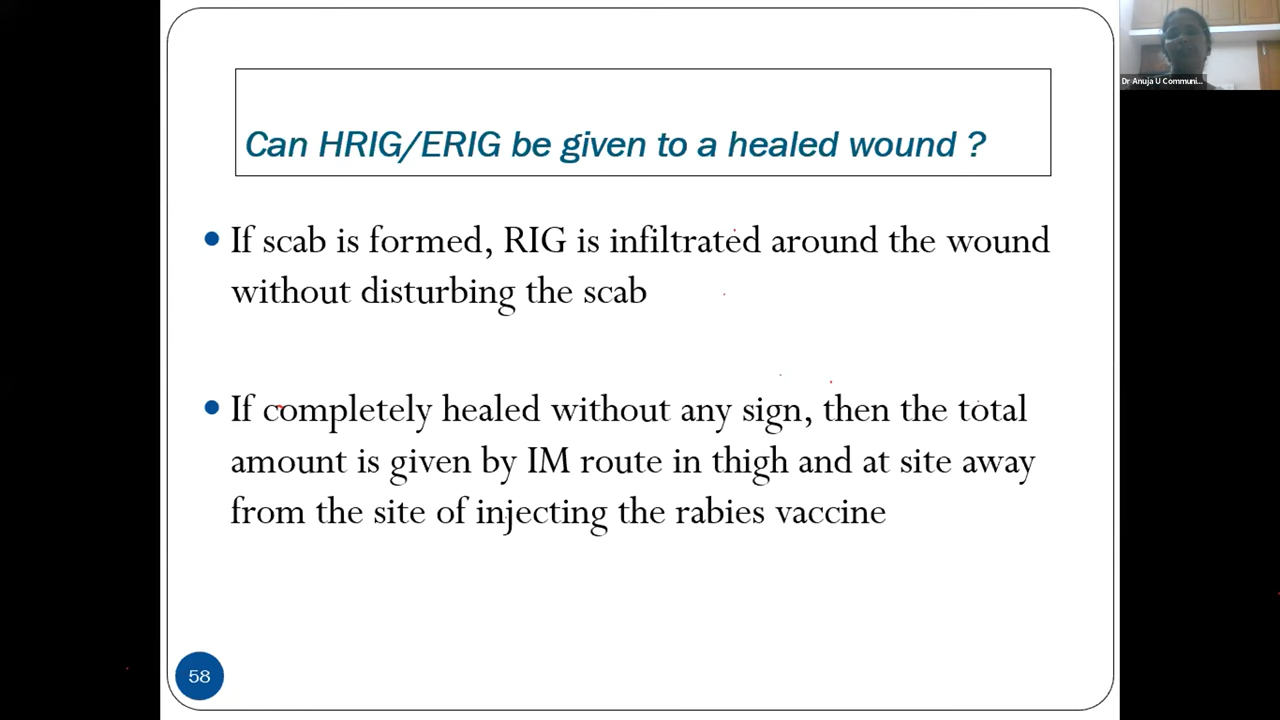 Dr Anuja U Communi...
Can HRIG/ERIG be given to a healed wound ?
If scab is formed, RIG is infiltrated around the wound
without disturbing the scab
If completely healed without any sign, then the total
amount is given by IM route in thigh and at site away
from the site of injecting the rabies vaccine
58